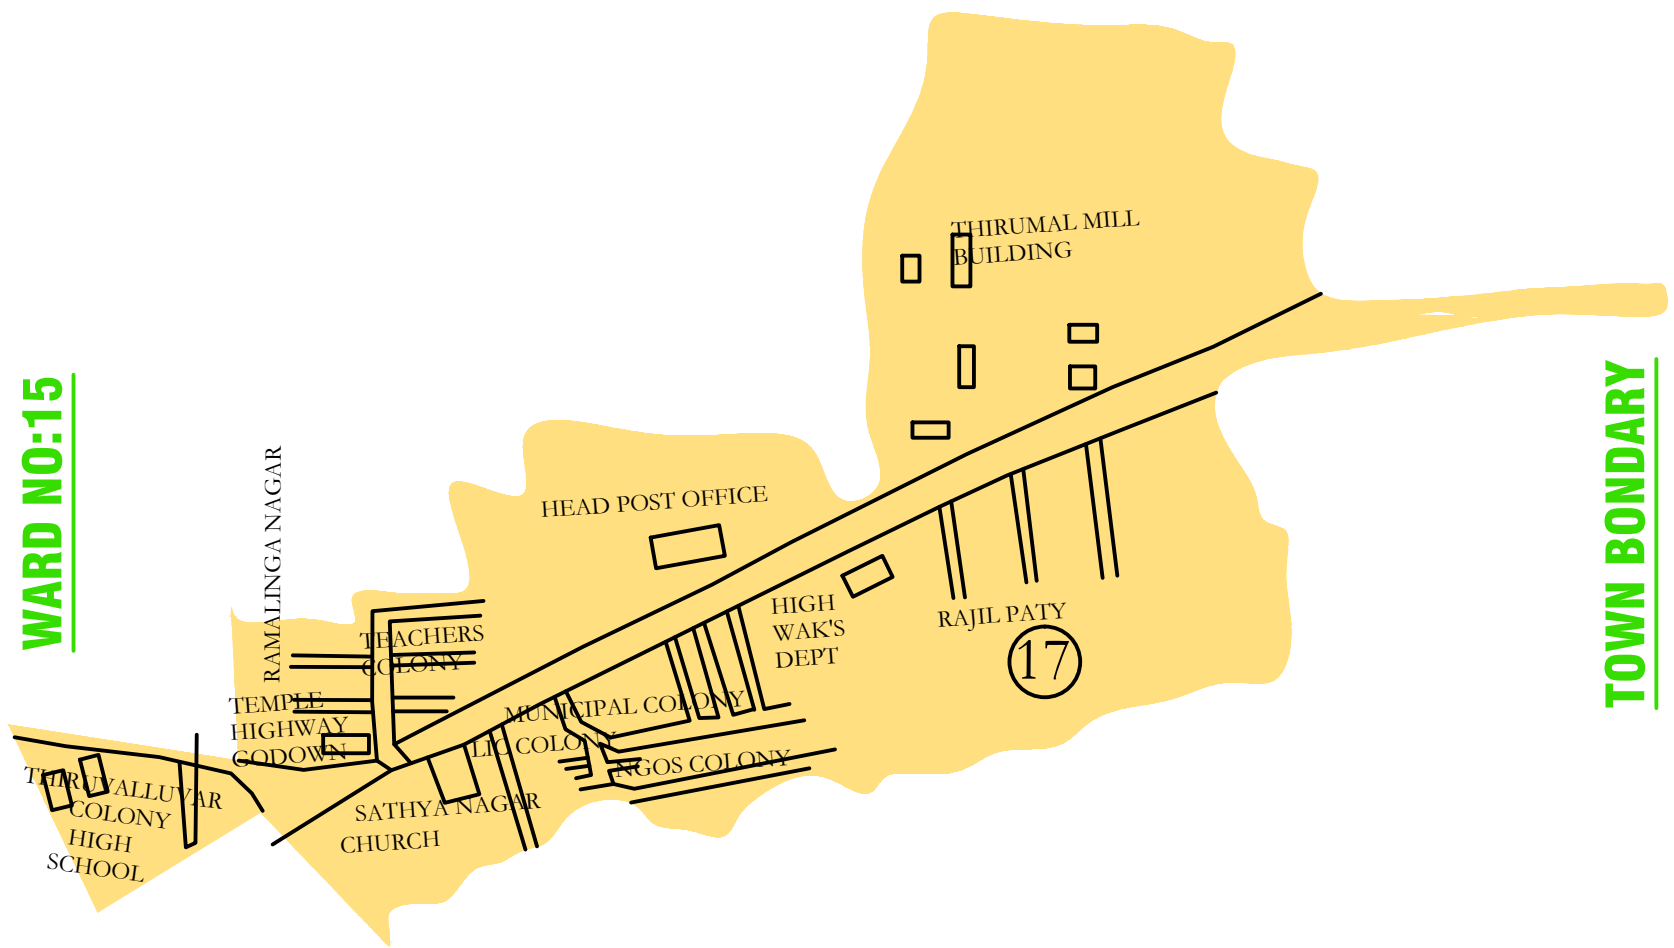 THIRUMAL MILL
BUILDING
WARD NO:15
TOWN BONDARY
RAMALINGA NAGAR
HEAD POST OFFICE
TEACHERS
COLONY
HIGH
WAK'S
DEPT
RAJIL PATY
17
TEMPLE
HIGHWAY
GODOWN
MUNICIPAL COLONY
LIC COLONY
NGOS COLONY
THIRUVALLUVAR
COLONY
HIGH
SCHOOL
SATHYA NAGAR
CHURCH